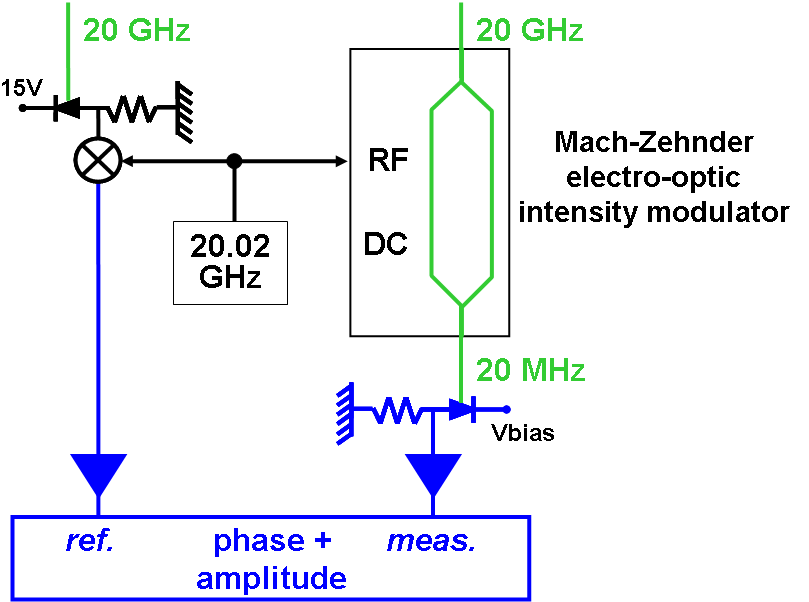 20 GHz
20 GHz
15V
Mach-Zehnder
electro-optic
intensity modulator
RF
DC
20.02
GHz
20 MHz
Vbias
ref.
phase +
amplitude
meas.